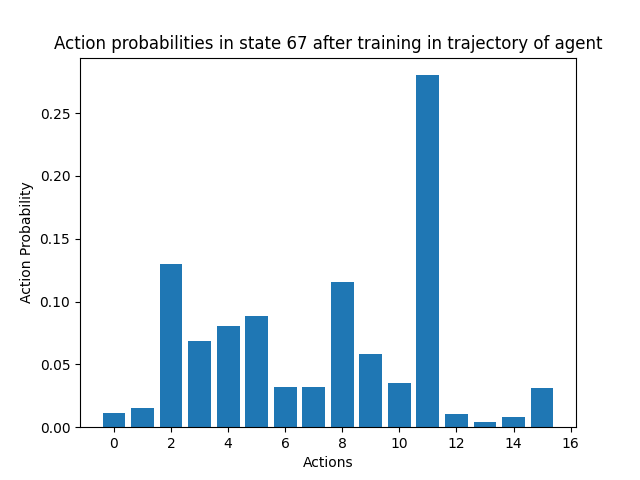 Action probabilities in state 67 after training in trajectory of agent
0.25
0.20
0.15
0.10
0.05
0.00
Action Probability
0 2 4 6 8 10 12 14 16
Actions